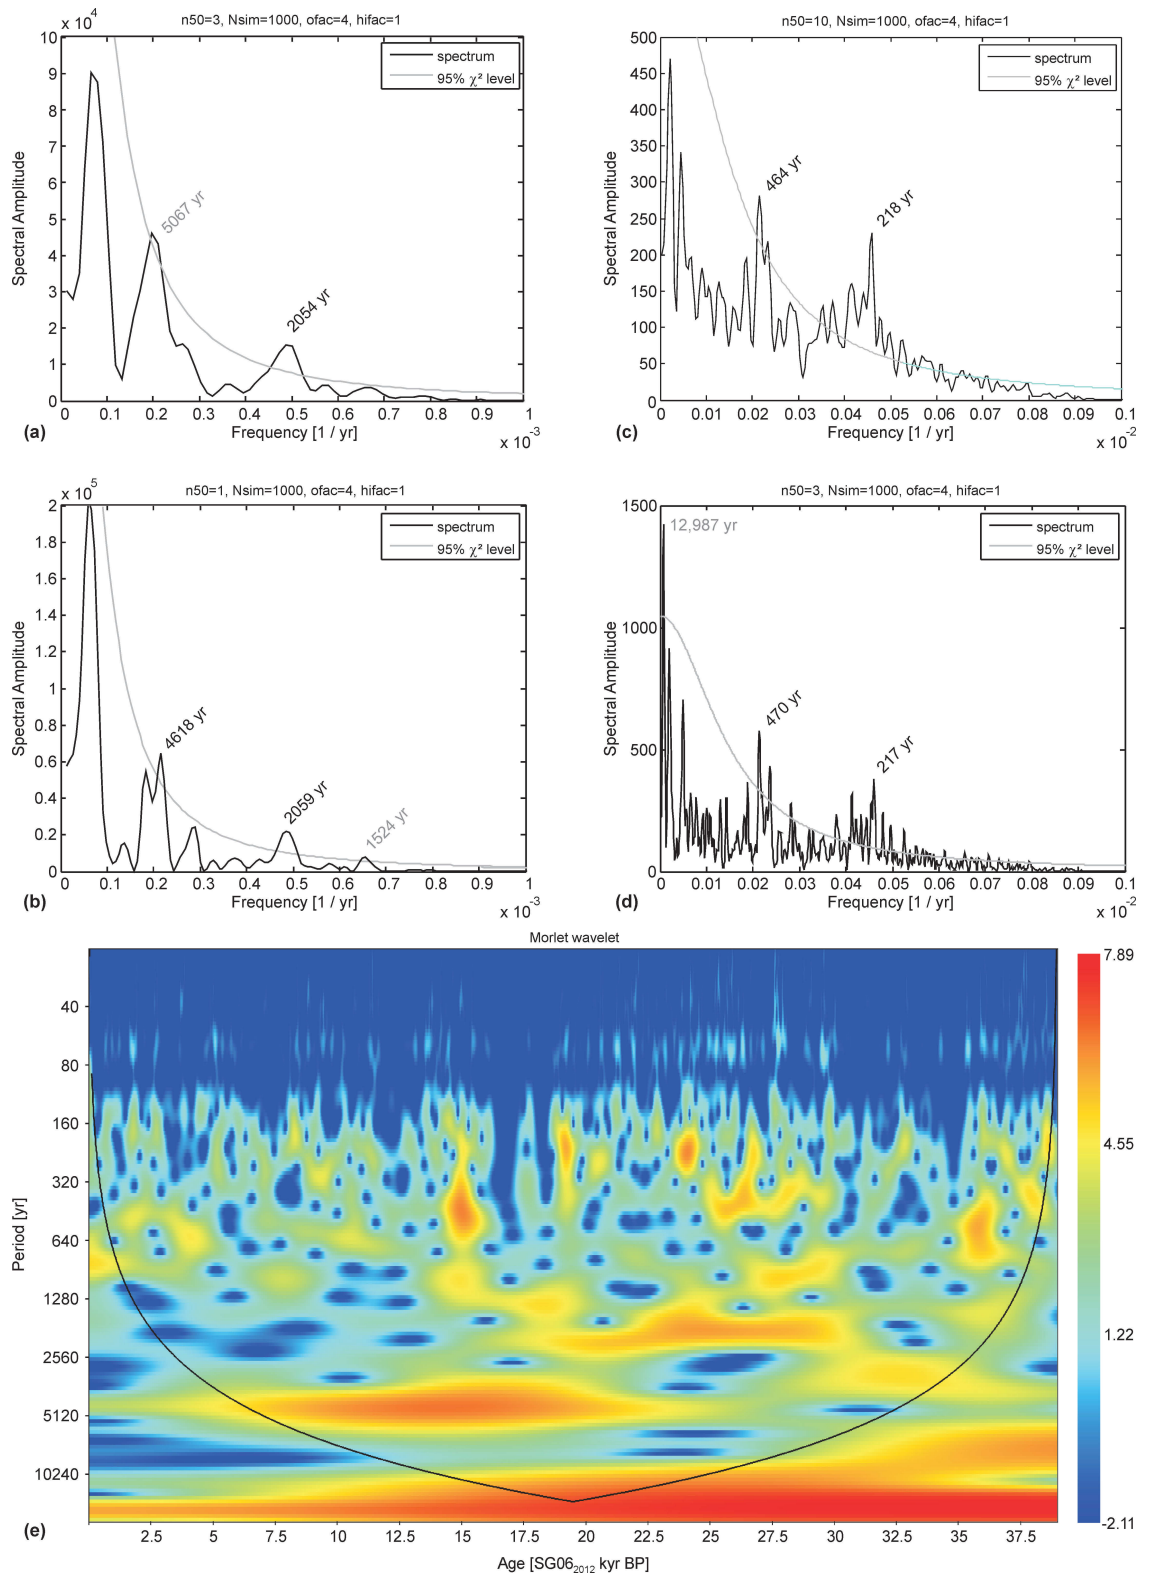 n50=3, Nsim=1000, ofac=4, hifac=1
x 10⁴
spectrum
95% χ² level
10
9
8
7
6
5
4
3
2
1
0
Spectral Amplitude
5067 yr
2054 yr
0 0.1 0.2 0.3 0.4 0.5 0.6 0.7 0.8 0.9 1
(a)
Frequency [1 / yr]
x 10⁻³
n50=10, Nsim=1000, ofac=4, hifac=1
spectrum
95% χ² level
500
450
400
350
300
250
200
150
100
50
0
Spectral Amplitude
464 yr
218 yr
0 0.01 0.02 0.03 0.04 0.05 0.06 0.07 0.08 0.09 0.1
(c)
Frequency [1 / yr]
x 10⁻²
n50=1, Nsim=1000, ofac=4, hifac=1
x 10⁵
spectrum
95% χ² level
2
1.8
1.6
1.4
1.2
1
0.8
0.6
0.4
0.2
0
Spectral Amplitude
4618 yr
2059 yr
1524 yr
0 0.1 0.2 0.3 0.4 0.5 0.6 0.7 0.8 0.9 1
(b)
Frequency [1 / yr]
x 10⁻³
n50=3, Nsim=1000, ofac=4, hifac=1
spectrum
95% χ² level
1500
1000
500
0
Spectral Amplitude
12,987 yr
470 yr
217 yr
0 0.01 0.02 0.03 0.04 0.05 0.06 0.07 0.08 0.09 0.1
(d)
Frequency [1 / yr]
x 10⁻²
Morlet wavelet
40
80
160
320
640
1280
2560
5120
10240
Period [yr]
7.89
4.55
1.22
-2.11
2.5 5 7.5 10 12.5 15 17.5 20 22.5 25 27.5 30 32.5 35 37.5
(e)
Age [SG06₂₀₁₂ kyr BP]